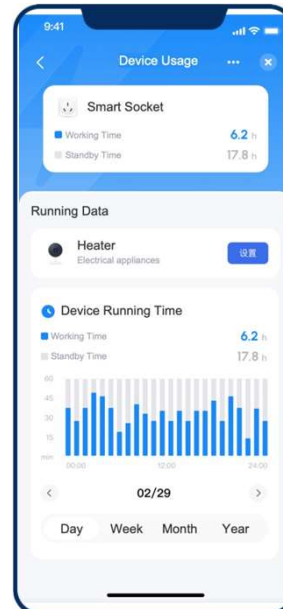 9:41
Device Usage
Smart Socket
Working Time 6.2 h
Standby Time 17.8 h
Running Data
Heater
Electrical appliances
设置
Device Running Time
Working Time 6.2 h
Standby Time 17.8 h
60
45
30
15
min
00:00 12:00 24:00
02/29
Day Week Month Year